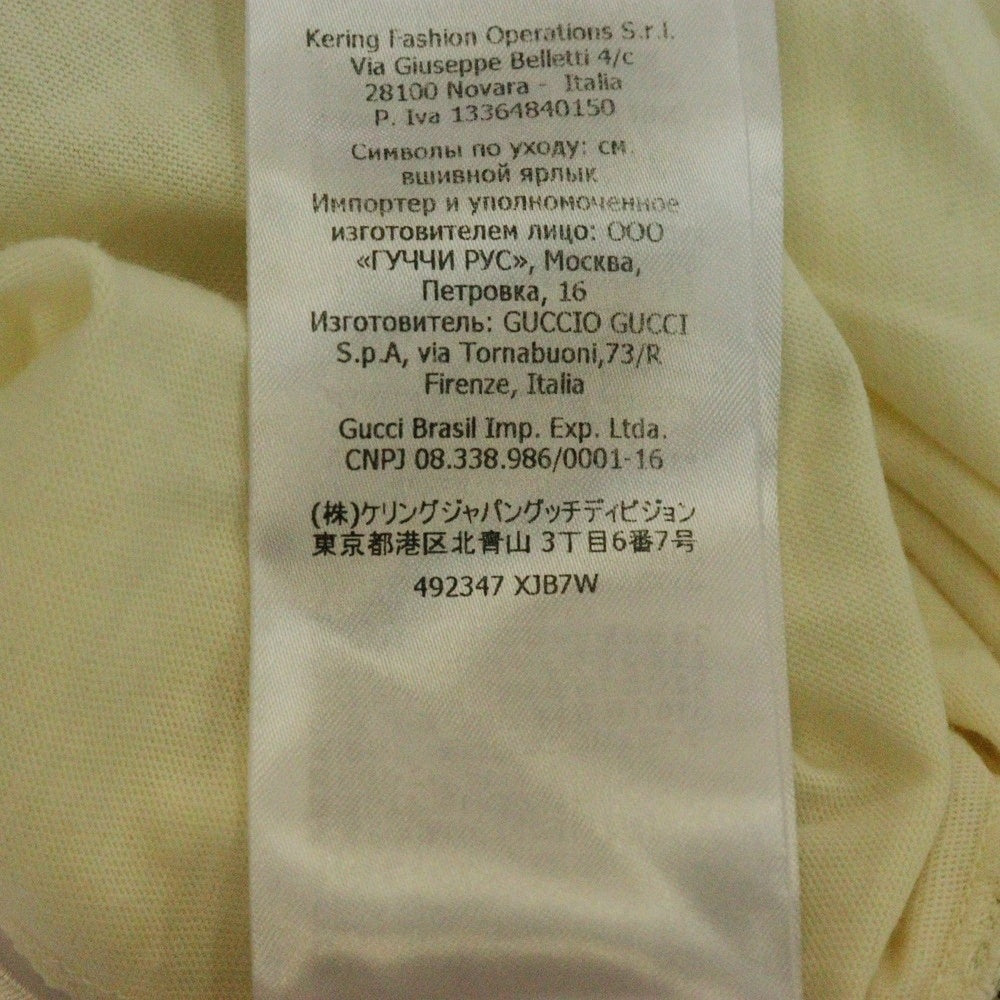 Kering Fashion Operations S.r.l.
Via Giuseppe Belletti 4/c
28100 Novara - Italia
P. Iva 13364840150
Символы по уходу: см.
вшивной ярлык
Импортер и уполномоченное
изготовителем лицо: ООО
«ГУЧЧИ РУС», Москва,
Петровка, 16
Изготовитель: GUCCIO GUCCI
S.p.A, via Tornabuoni,73/R
Firenze, Italia
Gucci Brasil Imp. Exp. Ltda.
CNPJ 08.338.986/0001-16
(株)ケリングジャパングッチディビジョン
東京都港区北青山 3丁目6番7号
492347 XJB7W